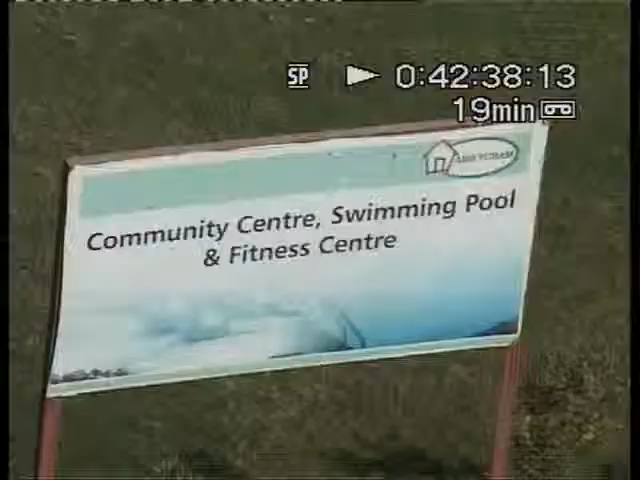 SP 0:42:38:13
19min
Community Centre, Swimming Pool
& Fitness Centre